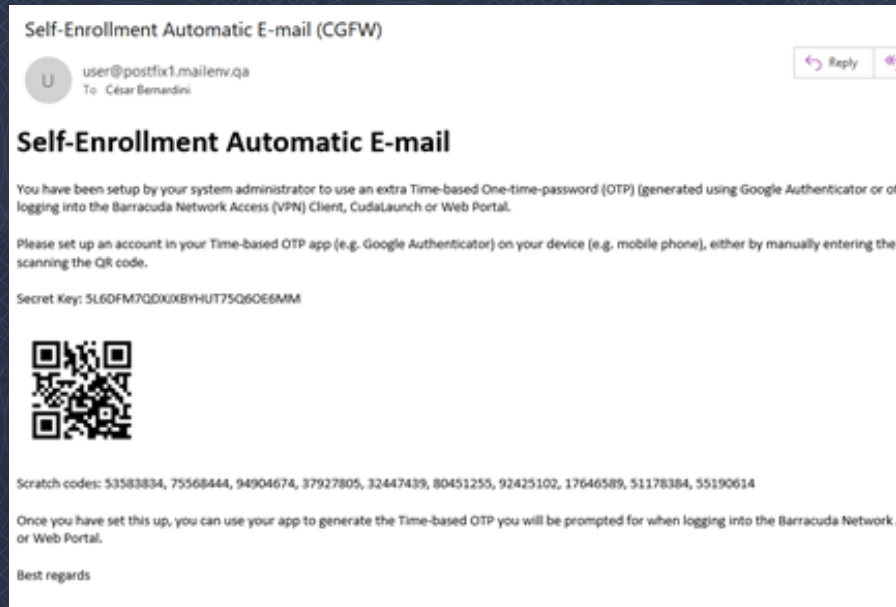 Self-Enrollment Automatic E-mail (CGFW)
U
user@postfix1.mailenv.qa
To César Bernardini
Reply
Self-Enrollment Automatic E-mail
You have been setup by your system administrator to use an extra Time-based One-time-password (OTP) (generated using Google Authenticator or
logging into the Barracuda Network Access (VPN) Client, CudaLaunch or Web Portal.
Please set up an account in your Time-based OTP app (e.g. Google Authenticator) on your device (e.g. mobile phone), either by manually entering the
scanning the QR code.
Secret Key:
Scratch codes: 53583834, 75568444, 94904674, 37927805, 32447439, 80451255, 92425102, 17646589, 51178384, 55190614
Once you have set this up, you can use your app to generate the Time-based OTP you will be prompted for when logging into the Barracuda Network
or Web Portal.
Best regards